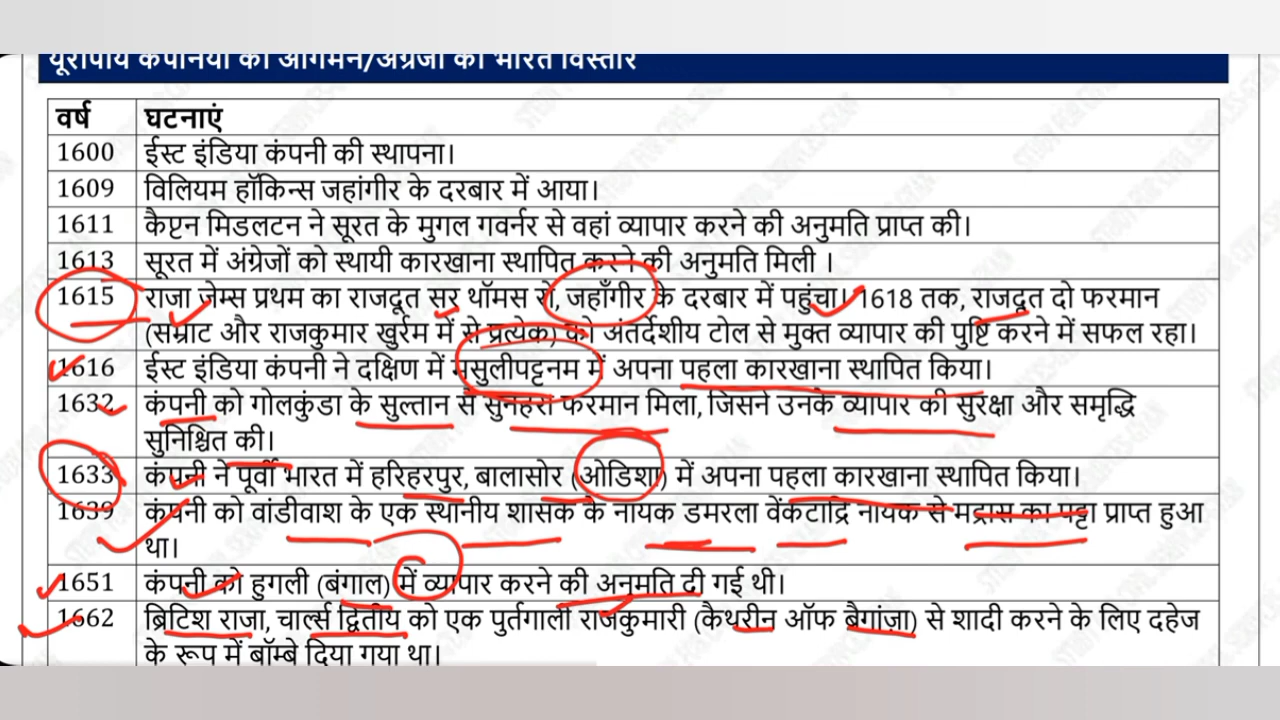 यूरोपीय कंपनियों का आगमन/अंग्रेजों का भारत विस्तार
वर्ष घटनाएं
1600 ईस्ट इंडिया कंपनी की स्थापना।
1609 विलियम हॉकिन्स जहांगीर के दरबार में आया।
1611 कैप्टन मिडलटन ने सूरत के मुगल गवर्नर से वहां व्यापार करने की अनुमति प्राप्त की।
1613 सूरत में अंग्रेजों को स्थायी कारखाना स्थापित करने की अनुमति मिली ।
1615 राजा जेम्स प्रथम का राजदूत सर थॉमस रो, जहाँगीर के दरबार में पहुंचा। 1618 तक, राजदूत दो फरमान
(सम्राट और राजकुमार खुर्रम में से प्रत्येक) को अंतर्देशीय टोल से मुक्त व्यापार की पुष्टि करने में सफल रहा।
1616 ईस्ट इंडिया कंपनी ने दक्षिण में मसुलीपट्टनम में अपना पहला कारखाना स्थापित किया।
1632 कंपनी को गोलकुंडा के सुल्तान से सुनहरा फरमान मिला, जिसने उनके व्यापार की सुरक्षा और समृद्धि
सुनिश्चित की।
1633 कंपनी ने पूर्वी भारत में हरिहरपुर, बालासोर (ओडिशा) में अपना पहला कारखाना स्थापित किया।
1639 कंपनी को वांडीवाश के एक स्थानीय शासक के नायक डमरला वेंकटाद्रि नायक से मद्रास का पट्टा प्राप्त हुआ
था।
1651 कंपनी को हुगली (बंगाल) में व्यापार करने की अनुमति दी गई थी।
1662 ब्रिटिश राजा, चार्ल्स द्वितीय को एक पुर्तगाली राजकुमारी (कैथरीन ऑफ बैगांज़ा) से शादी करने के लिए दहेज
के रूप में बॉम्बे दिया गया था।